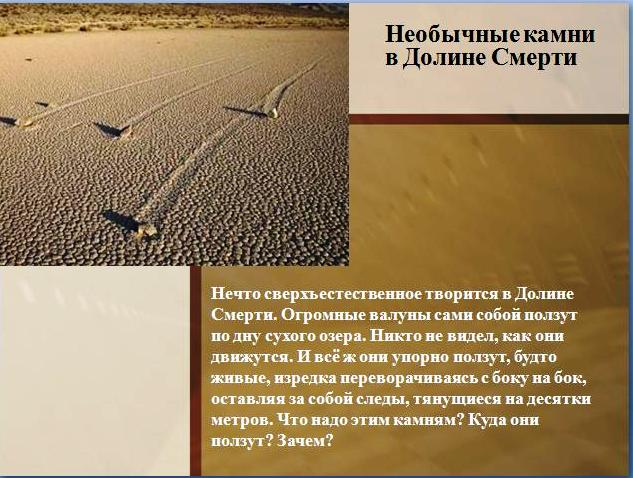 Необычные камни
в Долине Смерти
Нечто сверхъестественное творится в Долине
Смерти. Огромные валуны сами собой ползут
по дну сухого озера. Никто не видел, как они
движутся. И всё ж они упорно ползут, будто
живые, изредка переворачиваясь с боку на бок,
оставляя за собой следы, тянущиеся на десятки
метров. Что надо этим камням? Куда они
ползут? Зачем?